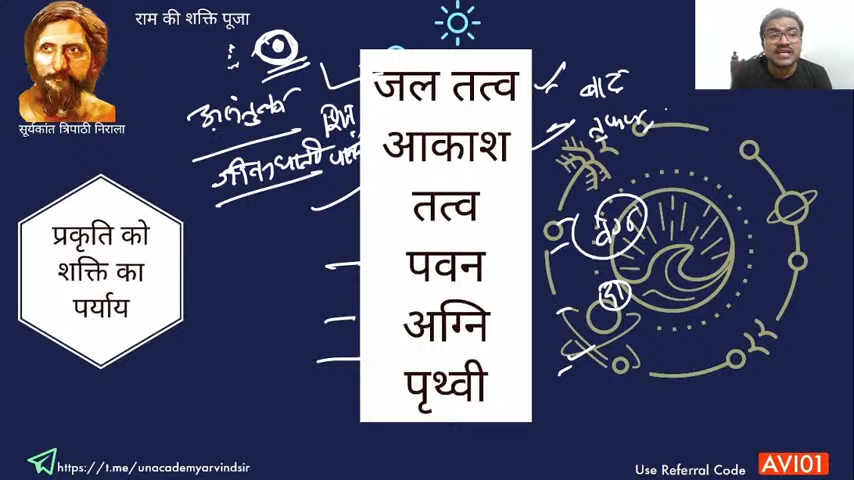 राम की शक्ति पूजा
सूर्यकांत त्रिपाठी निराला
प्रकृति को
शक्ति का
पर्याय
जल तत्व
आकाश
तत्व
पवन
अग्नि
पृथ्वी
बाढ
https://t.me/unacademyarvindsir
Use Referral Code
AVI01